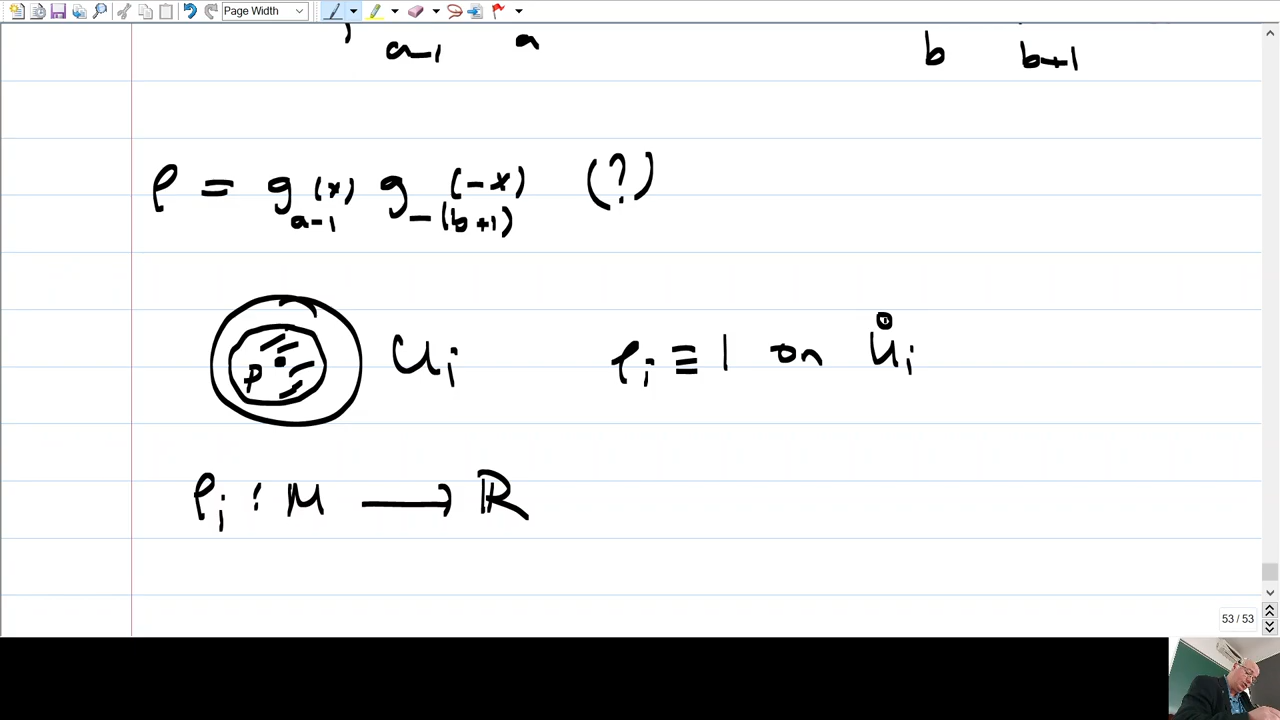 Page Width
a-1 a b b+1
ρ = g_{a-1}(x) g_{-(b+1)}(-x) (?)
p U_i ρ_i ≡ 1 on Ů_i
ρ_i : M ⟶ ℝ
53 / 53